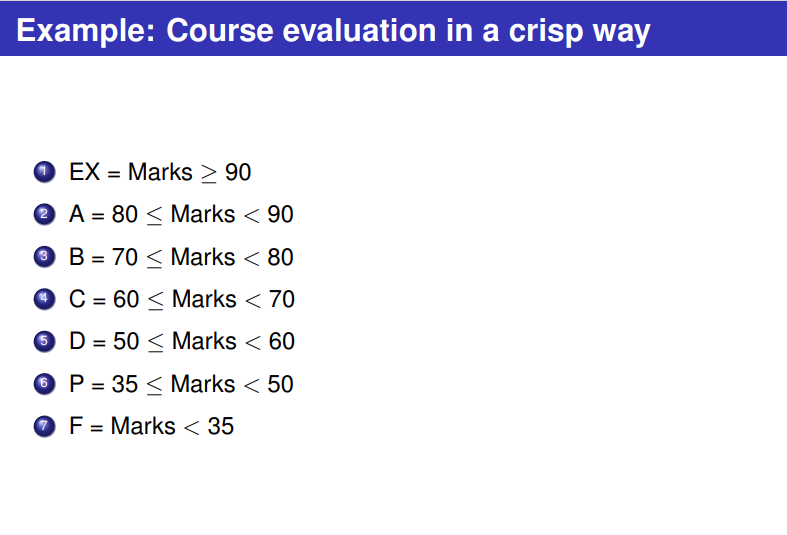 Example: Course evaluation in a crisp way
1 EX = Marks ≥ 90
2 A = 80 ≤ Marks < 90
3 B = 70 ≤ Marks < 80
4 C = 60 ≤ Marks < 70
5 D = 50 ≤ Marks < 60
6 P = 35 ≤ Marks < 50
7 F = Marks < 35